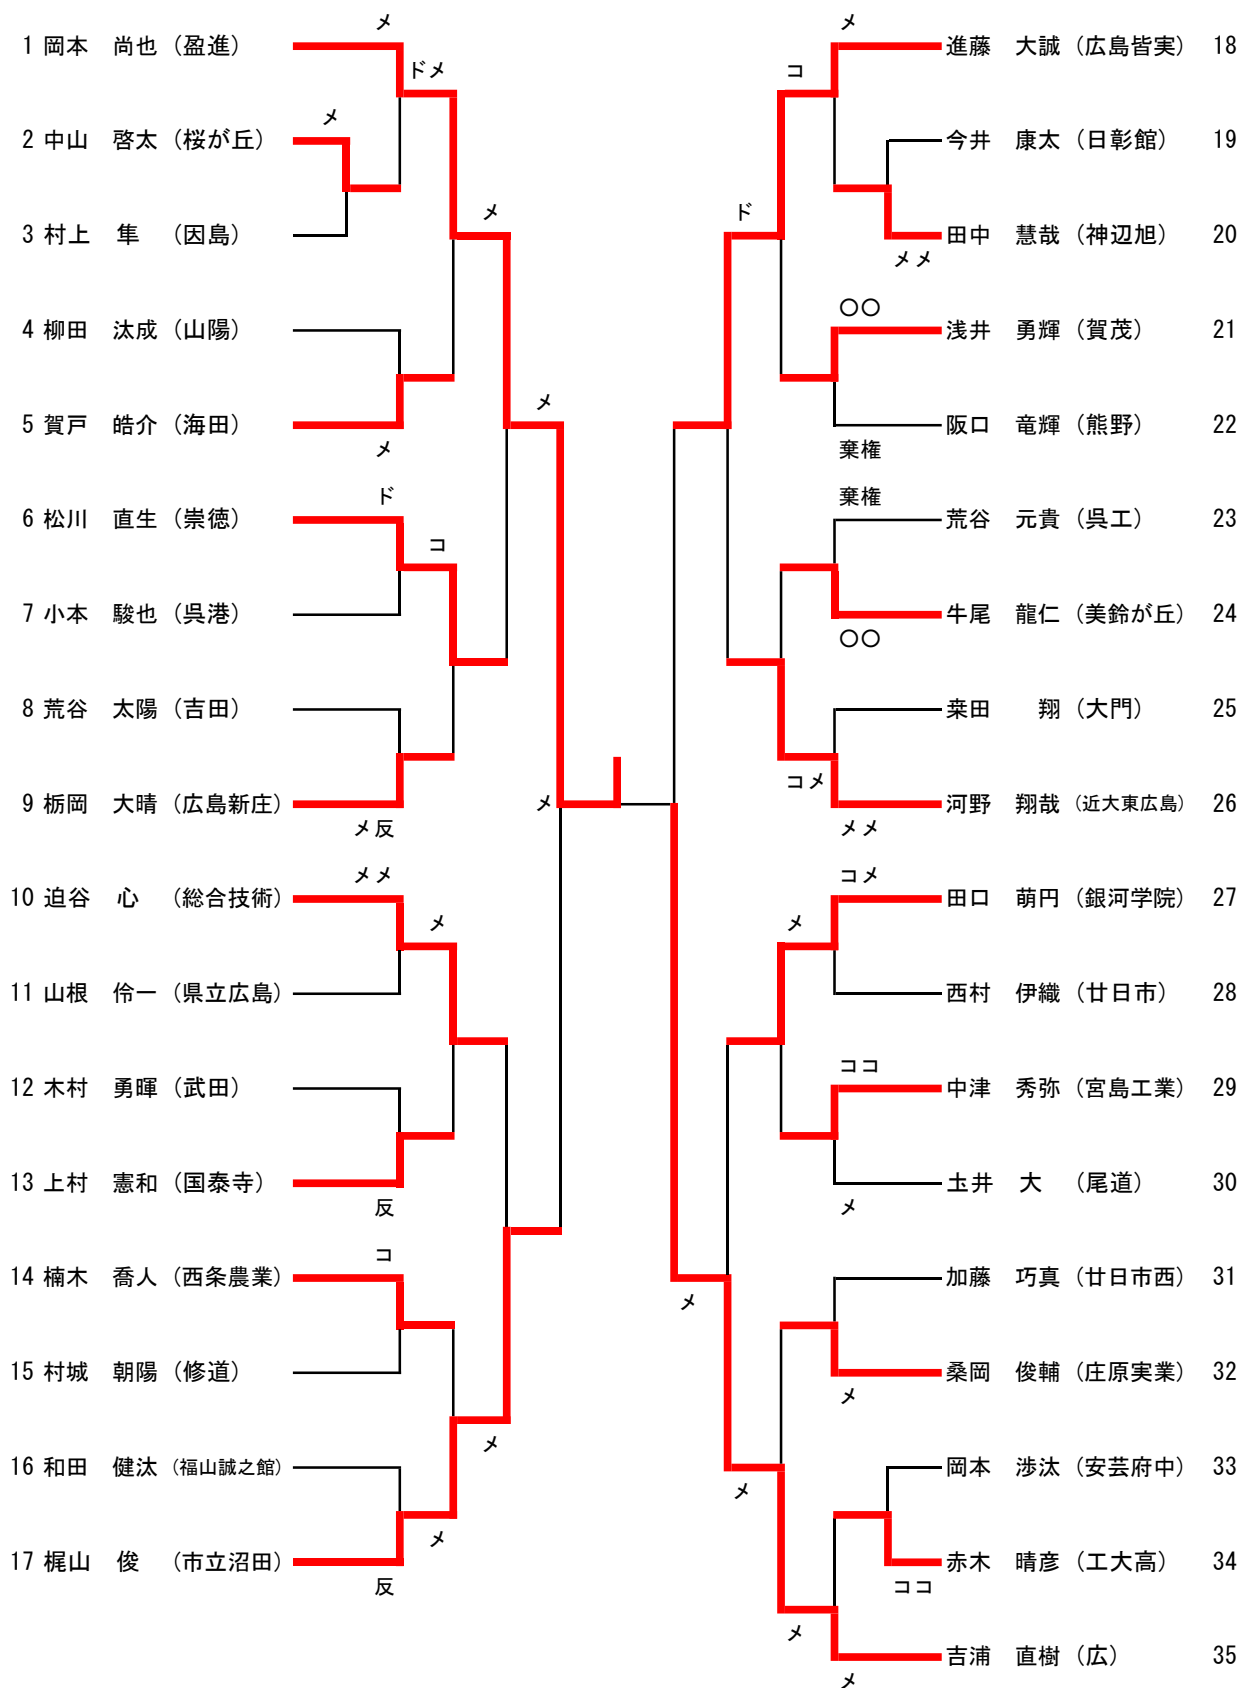 メ
1 岡本　尚也（盈進）
ドメ
メ
2 中山　啓太（桜が丘）
メ
3 村上　隼　（因島）
4 柳田　汰成（山陽）
メ
5 賀戸　皓介（海田）
メ
ド
6 松川　直生（崇徳）
コ
7 小本　駿也（呉港）
8 荒谷　太陽（吉田）
メ
9 栃岡　大晴（広島新庄）
メ反
メメ
10 迫谷　心　（総合技術）
メ
11 山根　伶一（県立広島）
12 木村　勇暉（武田）
13 上村　憲和（国泰寺）
反
コ
14 楠木　喬人（西条農業）
15 村城　朝陽（修道）
メ
16 和田　健汰（福山誠之館）
メ
17 梶山　俊　（市立沼田）
反
メ
進藤　大誠（広島皆実） 18
コ
今井　康太（日彰館） 19
ド
田中　慧哉（神辺旭） 20
メメ
〇〇
浅井　勇輝（賀茂） 21
阪口　竜輝（熊野） 22
棄権
棄権
荒谷　元貴（呉工） 23
牛尾　龍仁（美鈴が丘） 24
〇〇
桒田　翔（大門） 25
コメ
河野　翔哉（近大東広島） 26
メメ
コメ
田口　萌円（銀河学院） 27
メ
西村　伊織（廿日市） 28
ココ
中津　秀弥（宮島工業） 29
圡井　大　（尾道） 30
メ
加藤　巧真（廿日市西） 31
メ
桑岡　俊輔（庄原実業） 32
メ
岡本　渉汰（安芸府中） 33
メ
赤木　晴彦（工大高） 34
ココ
メ
吉浦　直樹（広） 35
メ